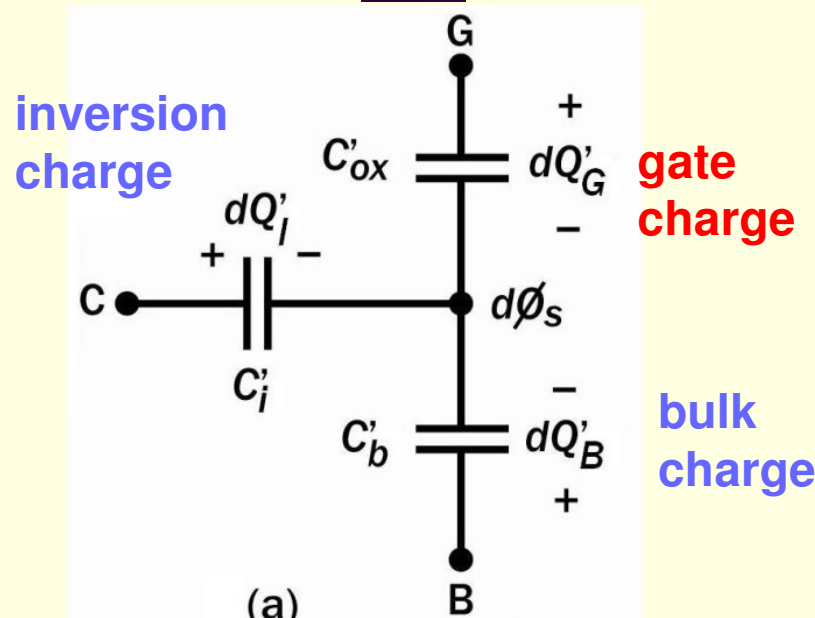 G
inversion
charge
+
C'ox
dQ'G
gate
charge
−
dQ'I
+ −
C
dØs
C'i
−
bulk
charge
C'b
dQ'B
+
(a)
B